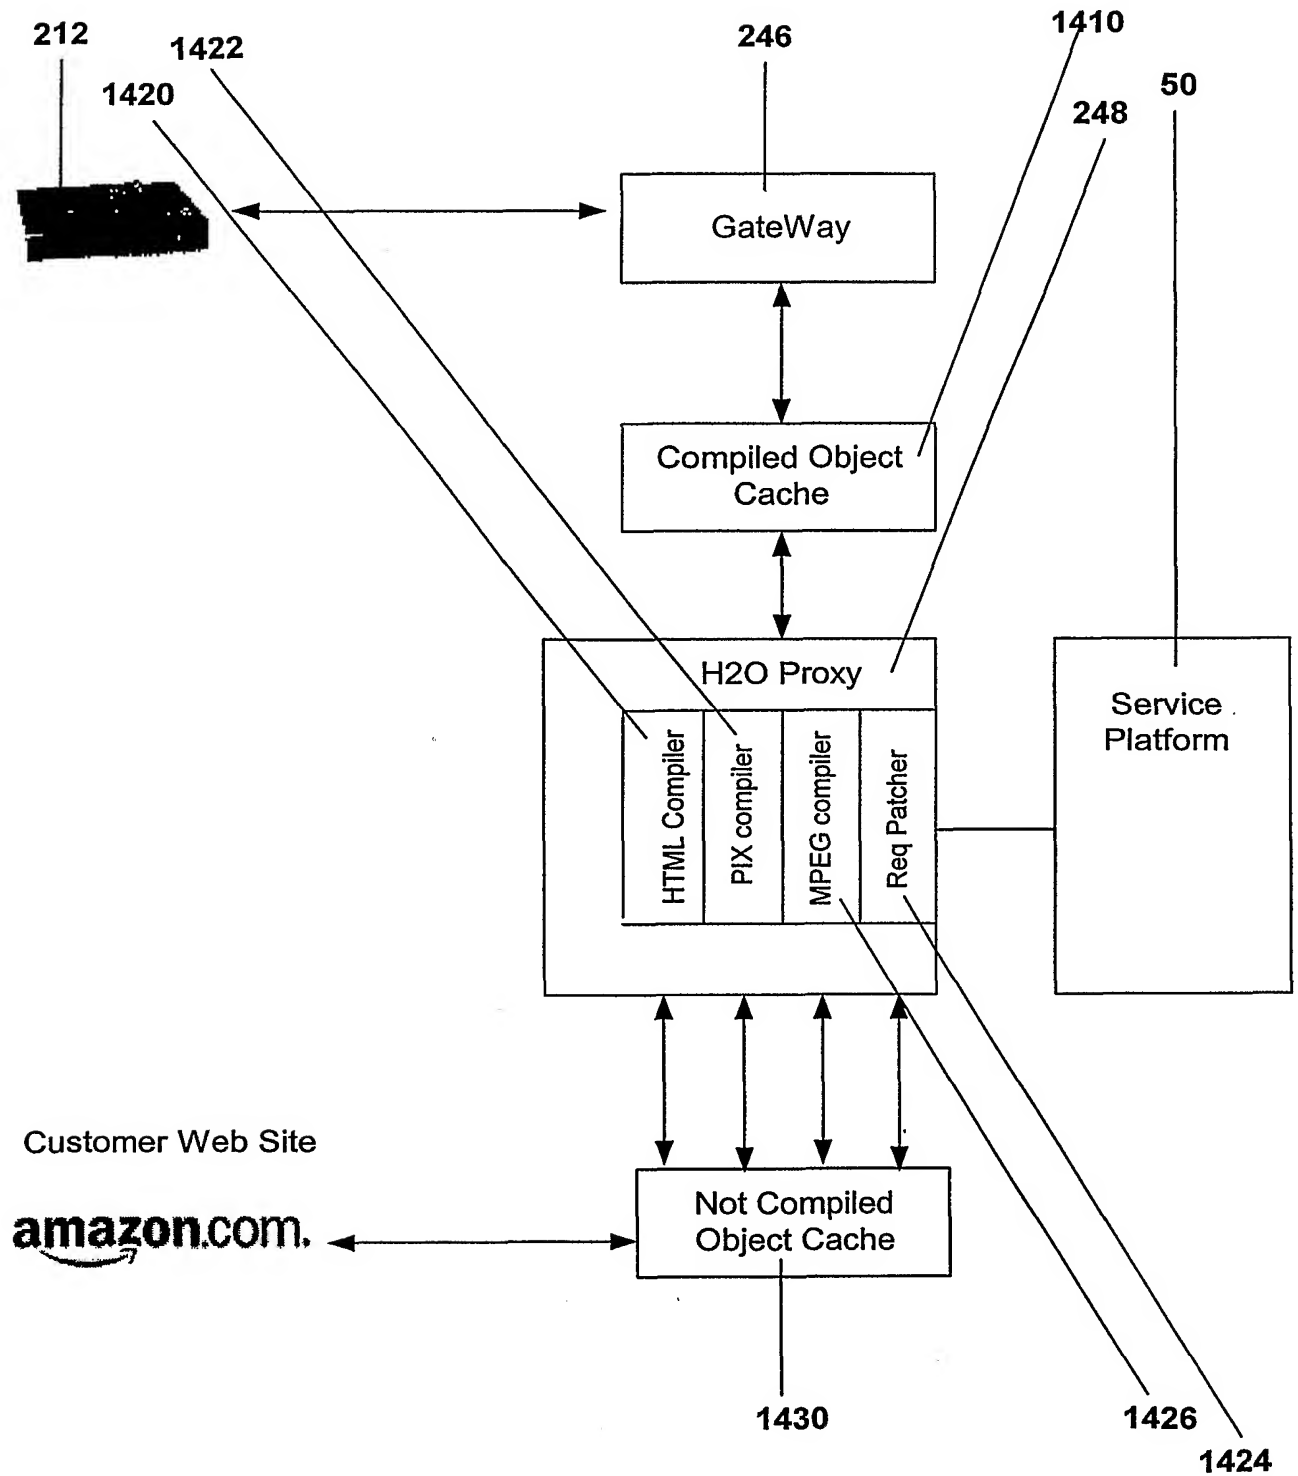 212
1422
246
1410
1420
248
50
GateWay
Compiled Object
Cache
H2O Proxy
Service
Platform
HTML Compiler
PIX compiler
MPEG compiler
Req Patcher
Customer Web Site
amazon.com.
Not Compiled
Object Cache
1430
1426
1424